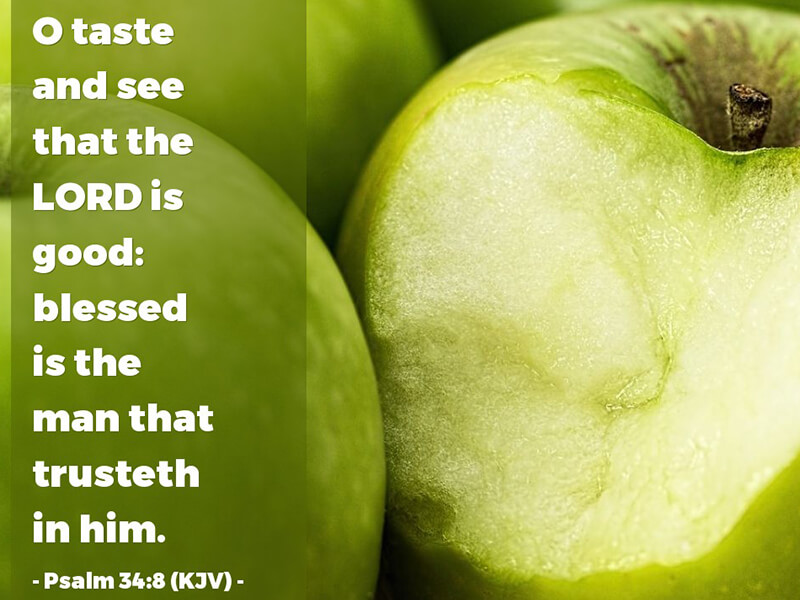 O taste
and see
that the
LORD is
good:
blessed
is the
man that
trusteth
in him.
- Psalm 34:8 (KJV) -